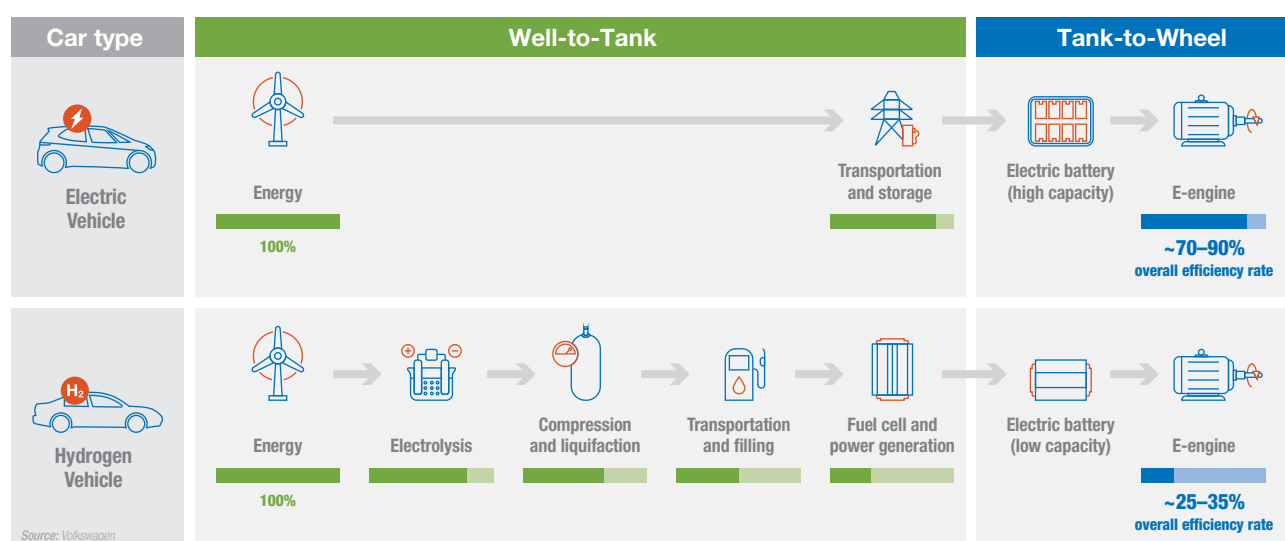 Car type
Well-to-Tank
Tank-to-Wheel
Electric
Vehicle
Energy
100%
Transportation
and storage
Electric battery
(high capacity)
E-engine
~70–90%
overall efficiency rate
H2
Hydrogen
Vehicle
Energy
100%
Electrolysis
Compression
and liquifaction
Transportation
and filling
Fuel cell and
power generation
Electric battery
(low capacity)
E-engine
~25–35%
overall efficiency rate
Source: Volkswagen